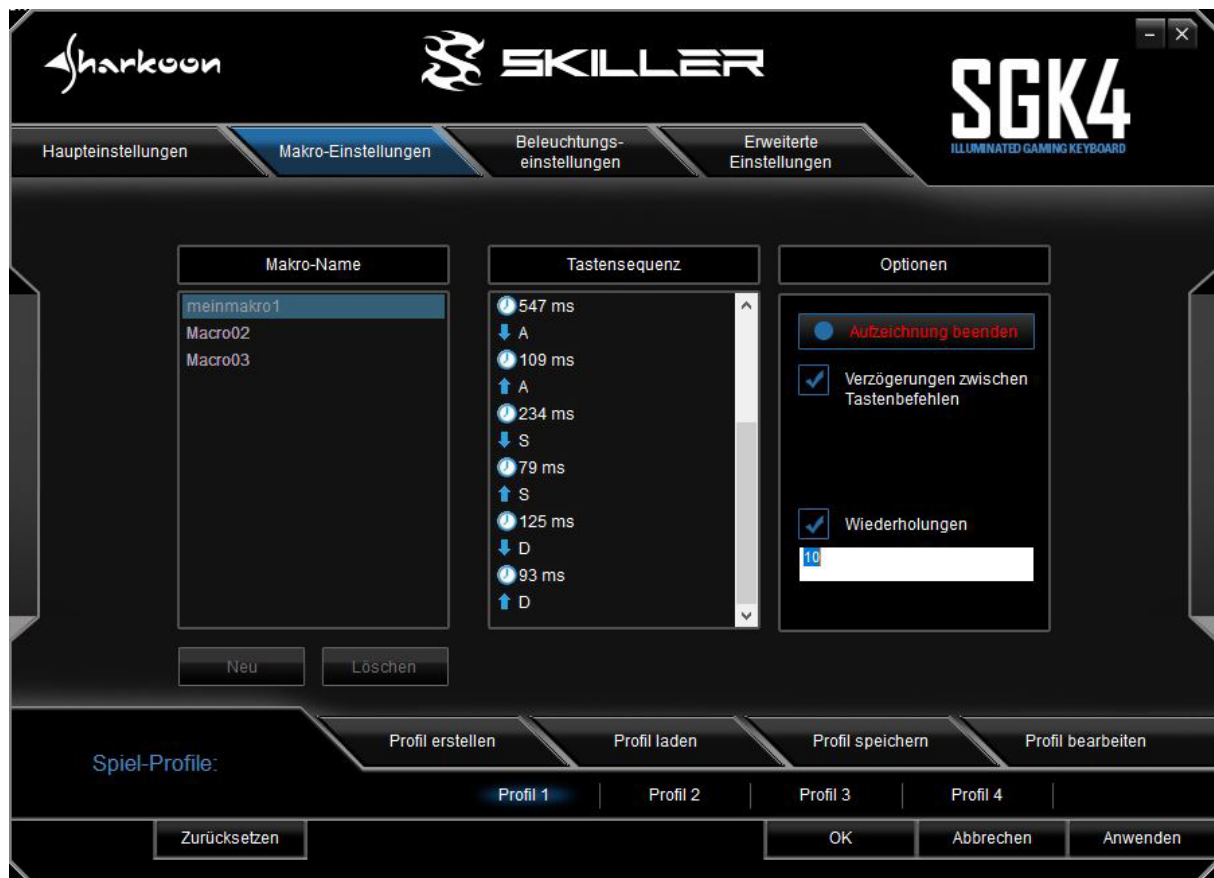 Sharkoon
SKILLER
SGK4
ILLUMINATED GAMING KEYBOARD
Haupteinstellungen
Makro-Einstellungen
Beleuchtungs-
einstellungen
Erweiterte
Einstellungen
Makro-Name
meinmakro1
Macro02
Macro03
Neu
Löschen
Tastensequenz
547 ms
A
109 ms
A
234 ms
S
79 ms
S
125 ms
D
93 ms
D
Optionen
Aufzeichnung beenden
Verzögerungen zwischen
Tastenbefehlen
Wiederholungen
10
Spiel-Profile:
Profil erstellen
Profil laden
Profil speichern
Profil bearbeiten
Profil 1
Profil 2
Profil 3
Profil 4
Zurücksetzen
OK
Abbrechen
Anwenden